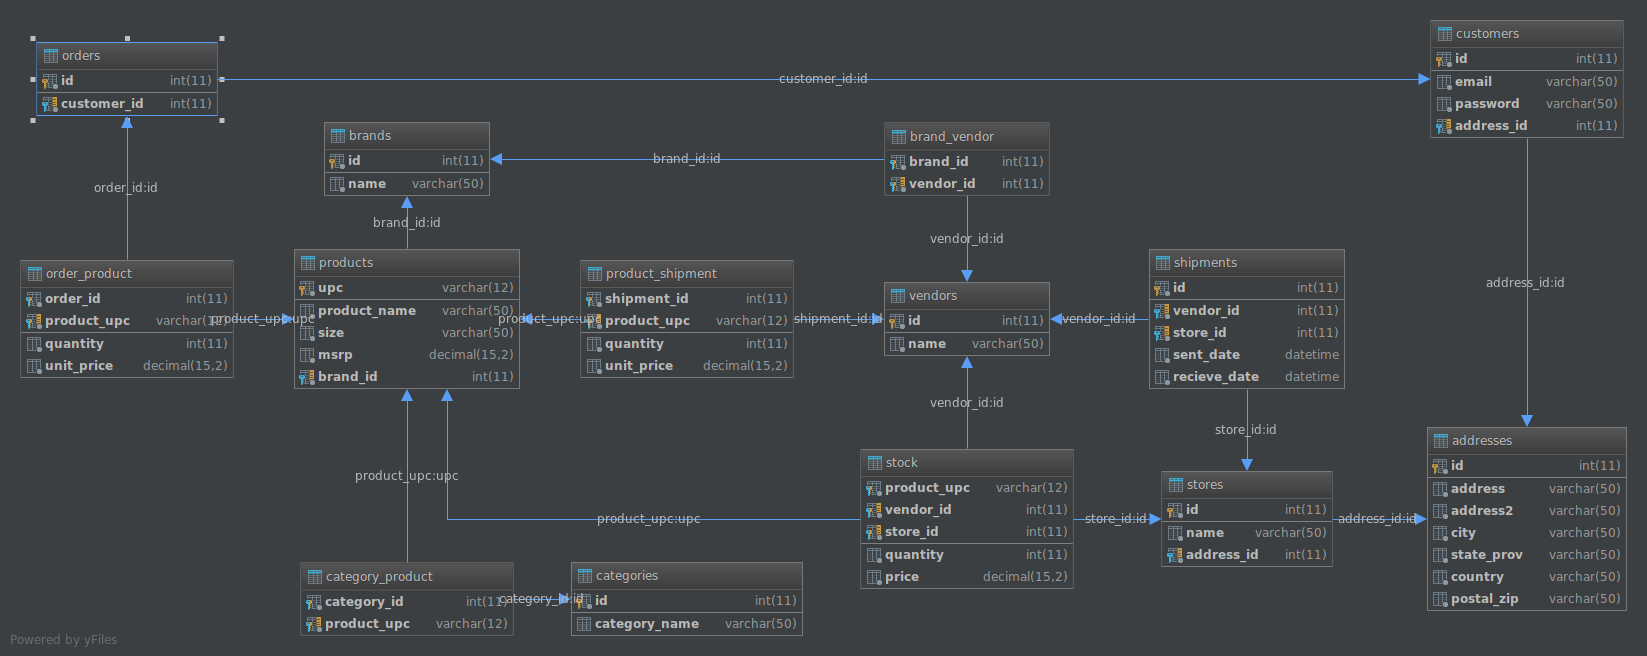 orders
id int(11)
customer_id int(11)
customer_id:id
customers
id int(11)
email varchar(50)
password varchar(50)
address_id int(11)
brands
id int(11)
name varchar(50)
brand_id:id
brand_vendor
brand_id int(11)
vendor_id int(11)
order_id:id
brand_id:id
vendor_id:id
address_id:id
order_product
order_id int(11)
product_upc varchar(12)
quantity int(11)
unit_price decimal(15,2)
product_upc:upc
products
upc varchar(12)
product_name varchar(50)
size varchar(50)
msrp decimal(15,2)
brand_id int(11)
product_upc:upc
product_shipment
shipment_id int(11)
product_upc varchar(12)
quantity int(11)
unit_price decimal(15,2)
shipment_id:id
vendors
id int(11)
name varchar(50)
vendor_id:id
shipments
id int(11)
vendor_id int(11)
store_id int(11)
sent_date datetime
recieve_date datetime
vendor_id:id
store_id:id
product_upc:upc
product_upc:upc
stock
product_upc varchar(12)
vendor_id int(11)
store_id int(11)
quantity int(11)
price decimal(15,2)
store_id:id
stores
id int(11)
name varchar(50)
address_id int(11)
address_id:id
addresses
id int(11)
address varchar(50)
address2 varchar(50)
city varchar(50)
state_prov varchar(50)
country varchar(50)
postal_zip varchar(50)
category_product
category_id int(11)
product_upc varchar(12)
category_id:id
categories
id int(11)
category_name varchar(50)
Powered by yFiles